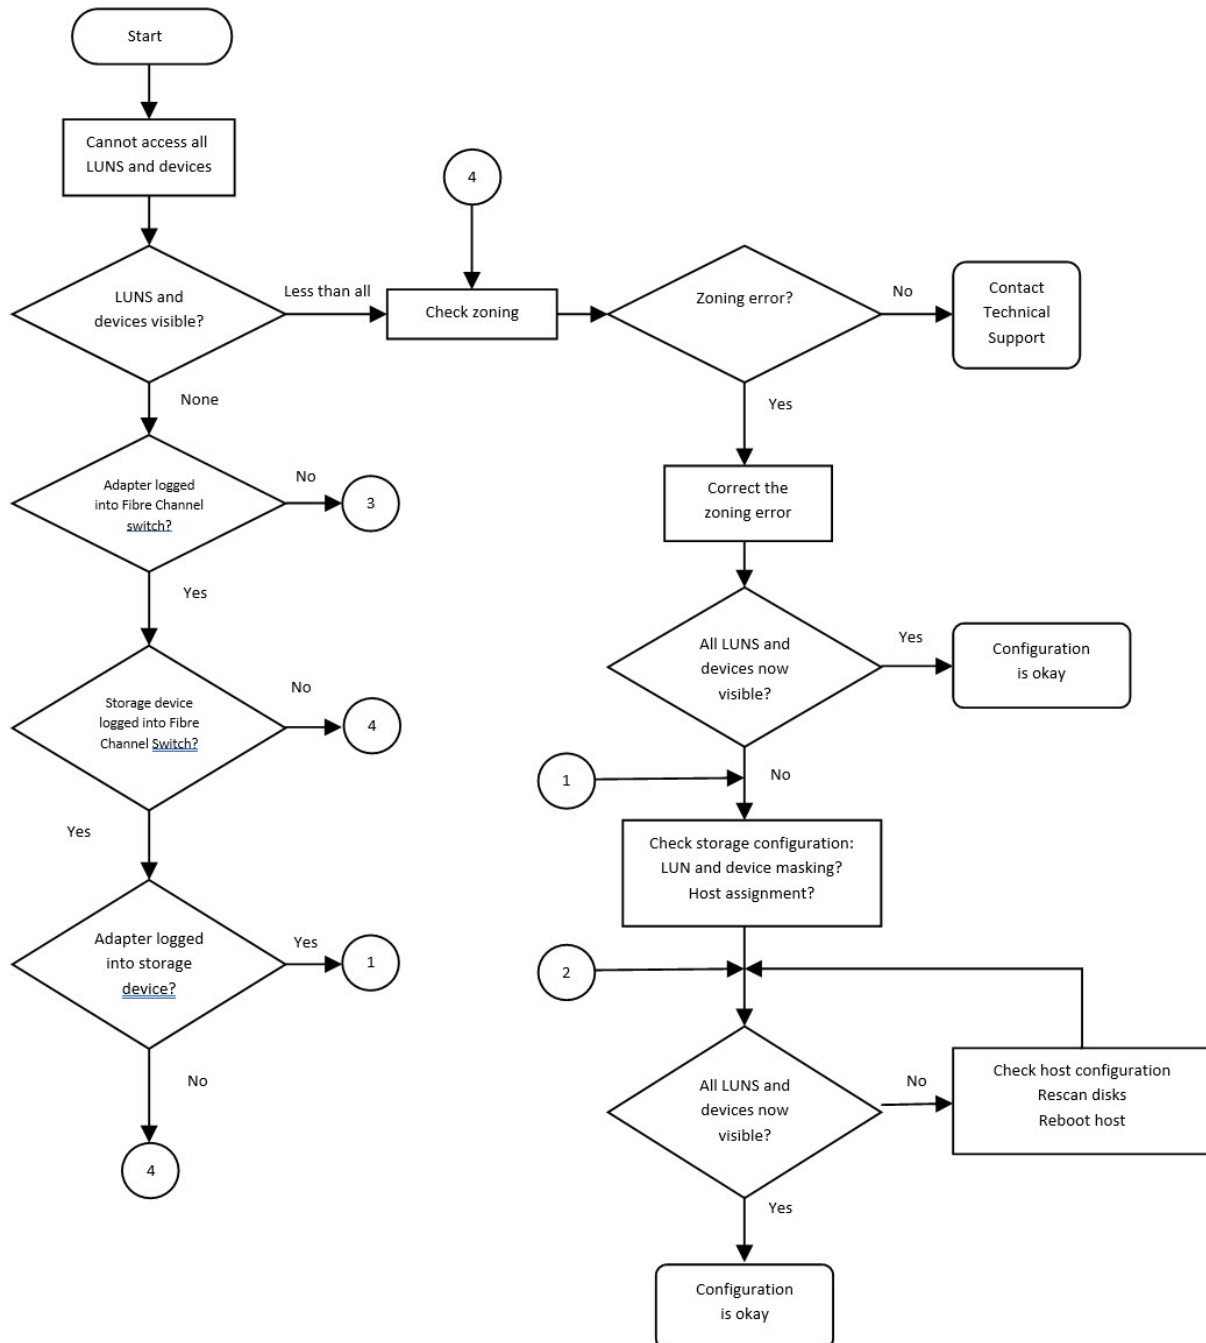 Start
Cannot access all
LUNS and devices
4
LUNS and
devices visible?
Less than all
Check zoning
Zoning error?
No
Contact
Technical
Support
None
Yes
Adapter logged
into Fibre Channel
switch?
No
3
Correct the
zoning error
Yes
Storage device
logged into Fibre
Channel Switch?
No
4
All LUNS and
devices now
visible?
Yes
Configuration
is okay
1
No
Yes
Check storage configuration:
LUN and device masking?
Host assignment?
Adapter logged
into storage
device?
Yes
1
2
No
4
All LUNS and
devices now
visible?
No
Check host configuration
Rescan disks
Reboot host
Yes
Configuration
is okay